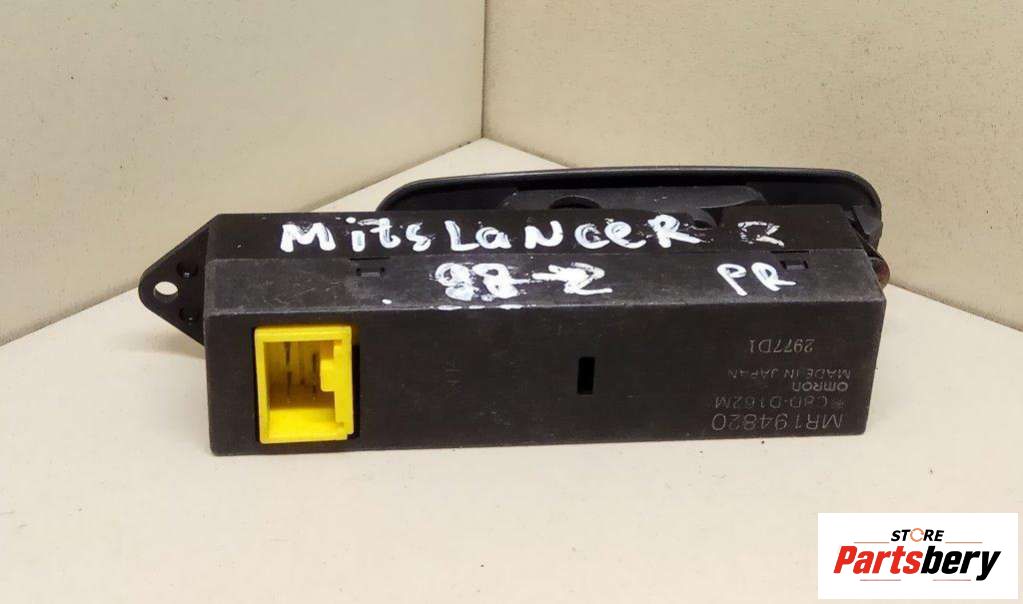 MitsLANCeR R
PR
MR194820
C8D-D162M
OMRON
MADE IN JAPAN
2977D1
STORE
Partsbery